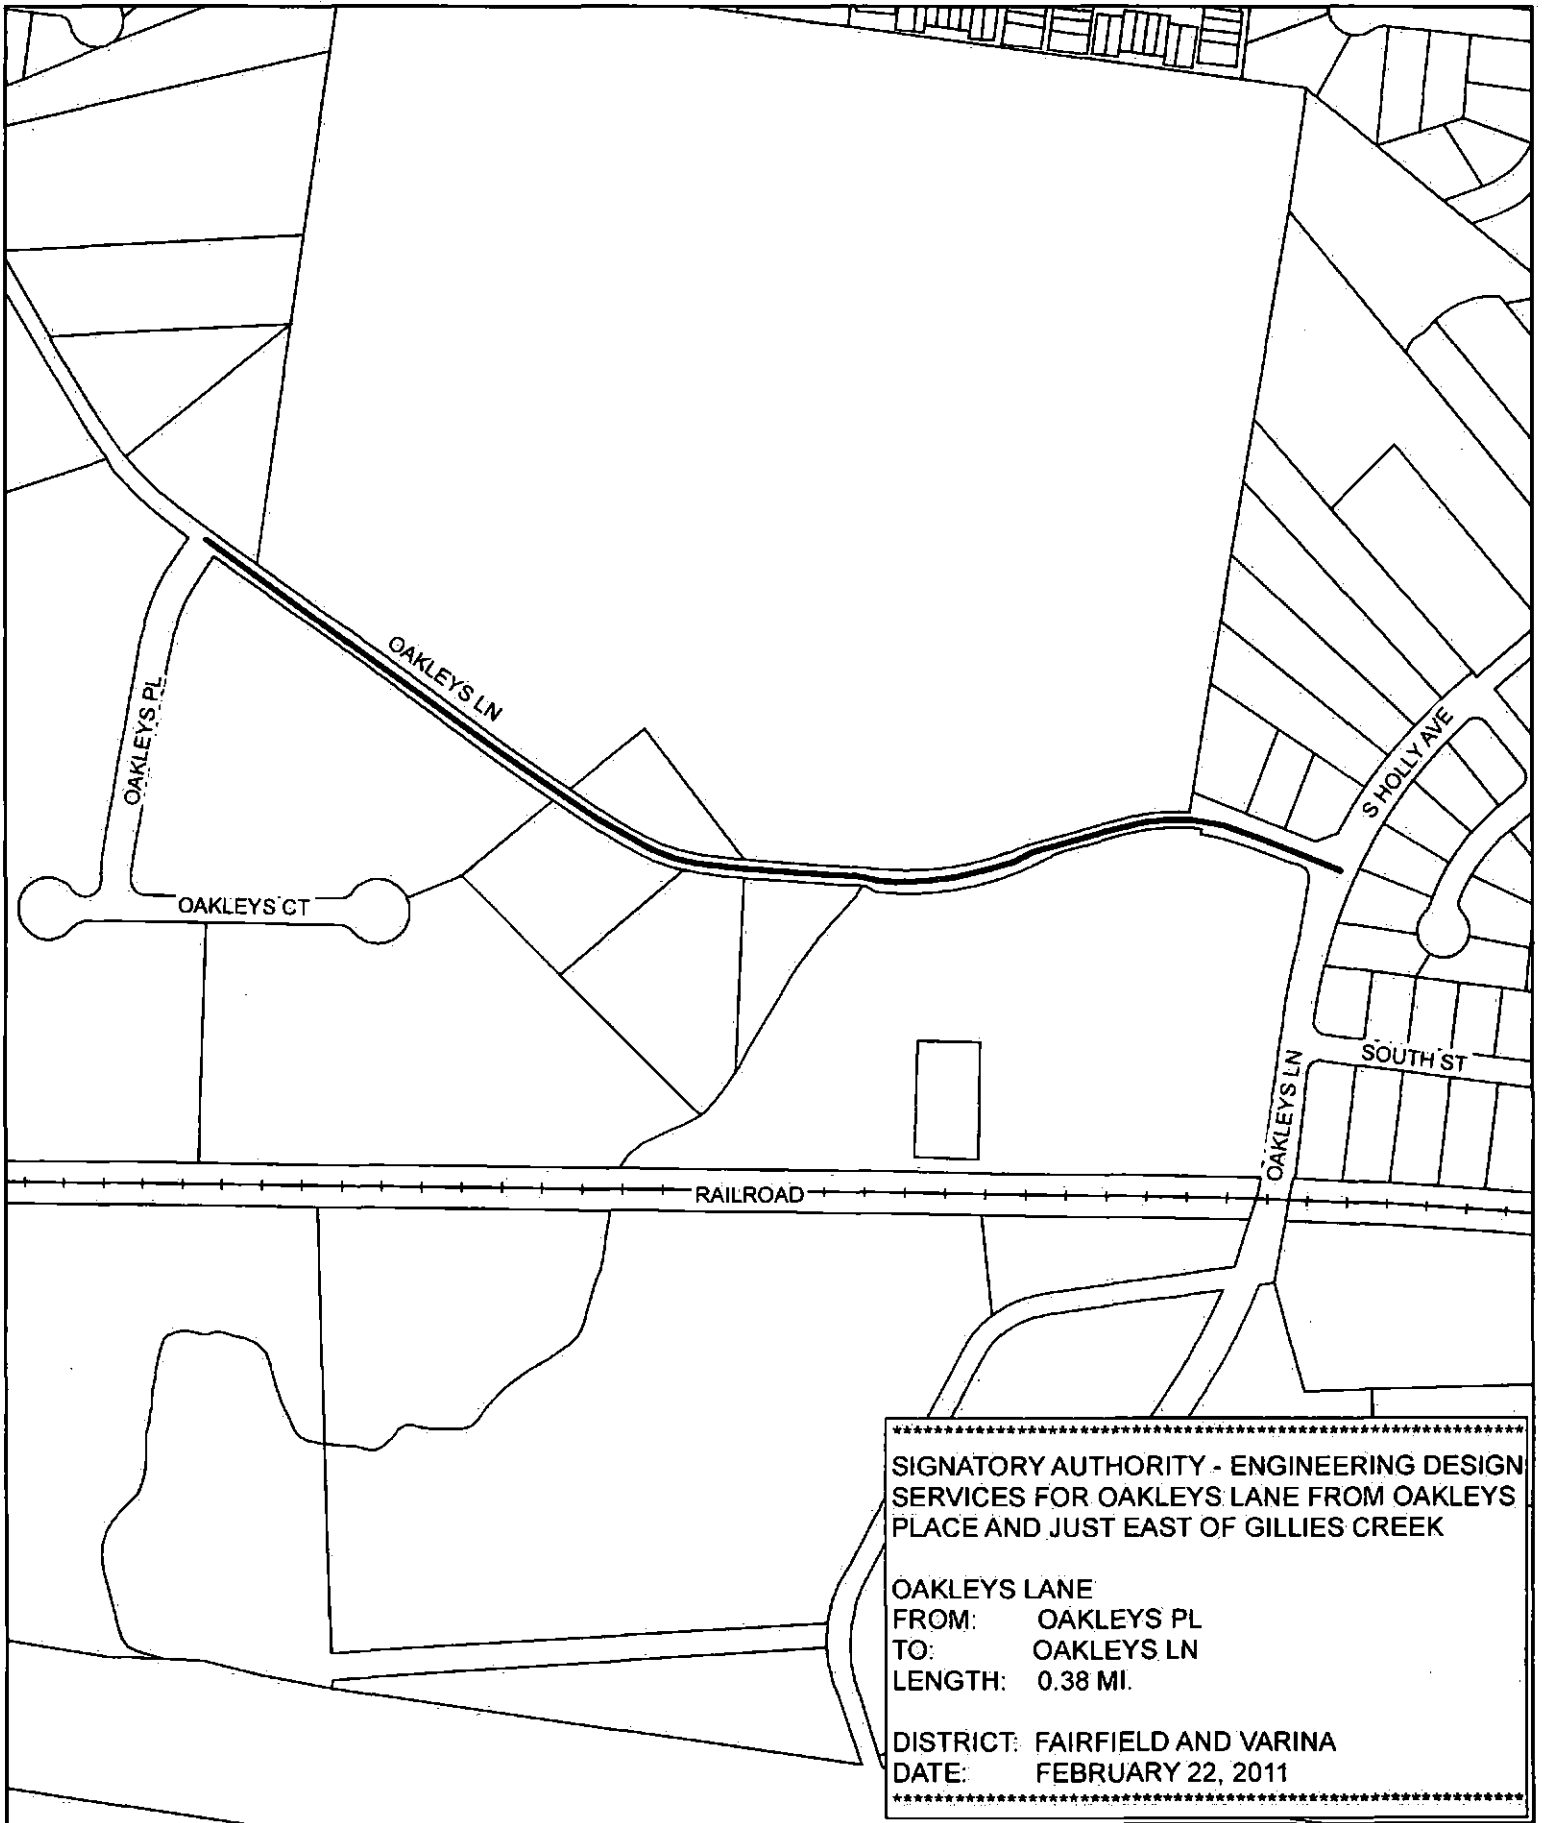 OAKLEYS LN
OAKLEYS PL
S HOLLY AVE
OAKLEYS CT
SOUTH ST
OAKLEYS LN
RAILROAD
******************************************************************************
SIGNATORY AUTHORITY - ENGINEERING DESIGN
SERVICES FOR OAKLEYS LANE FROM OAKLEYS
PLACE AND JUST EAST OF GILLIES CREEK
OAKLEYS LANE
FROM: OAKLEYS PL
TO: OAKLEYS LN
LENGTH: 0.38 MI.
DISTRICT: FAIRFIELD AND VARINA
DATE: FEBRUARY 22, 2011
******************************************************************************